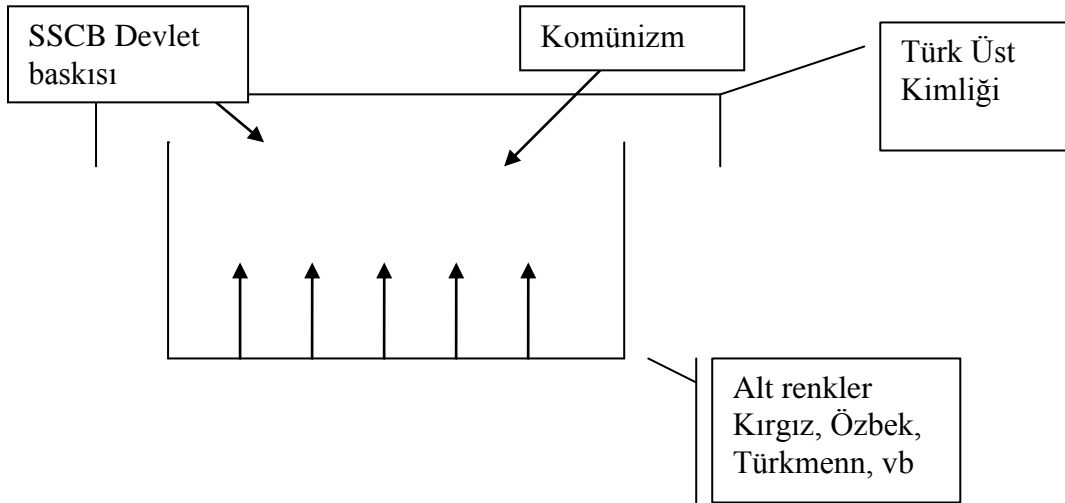 SSCB Devlet
baskısı
Komünizm
Türk Üst
Kimliği
Alt renkler
Kırgız, Özbek,
Türkmenn, vb